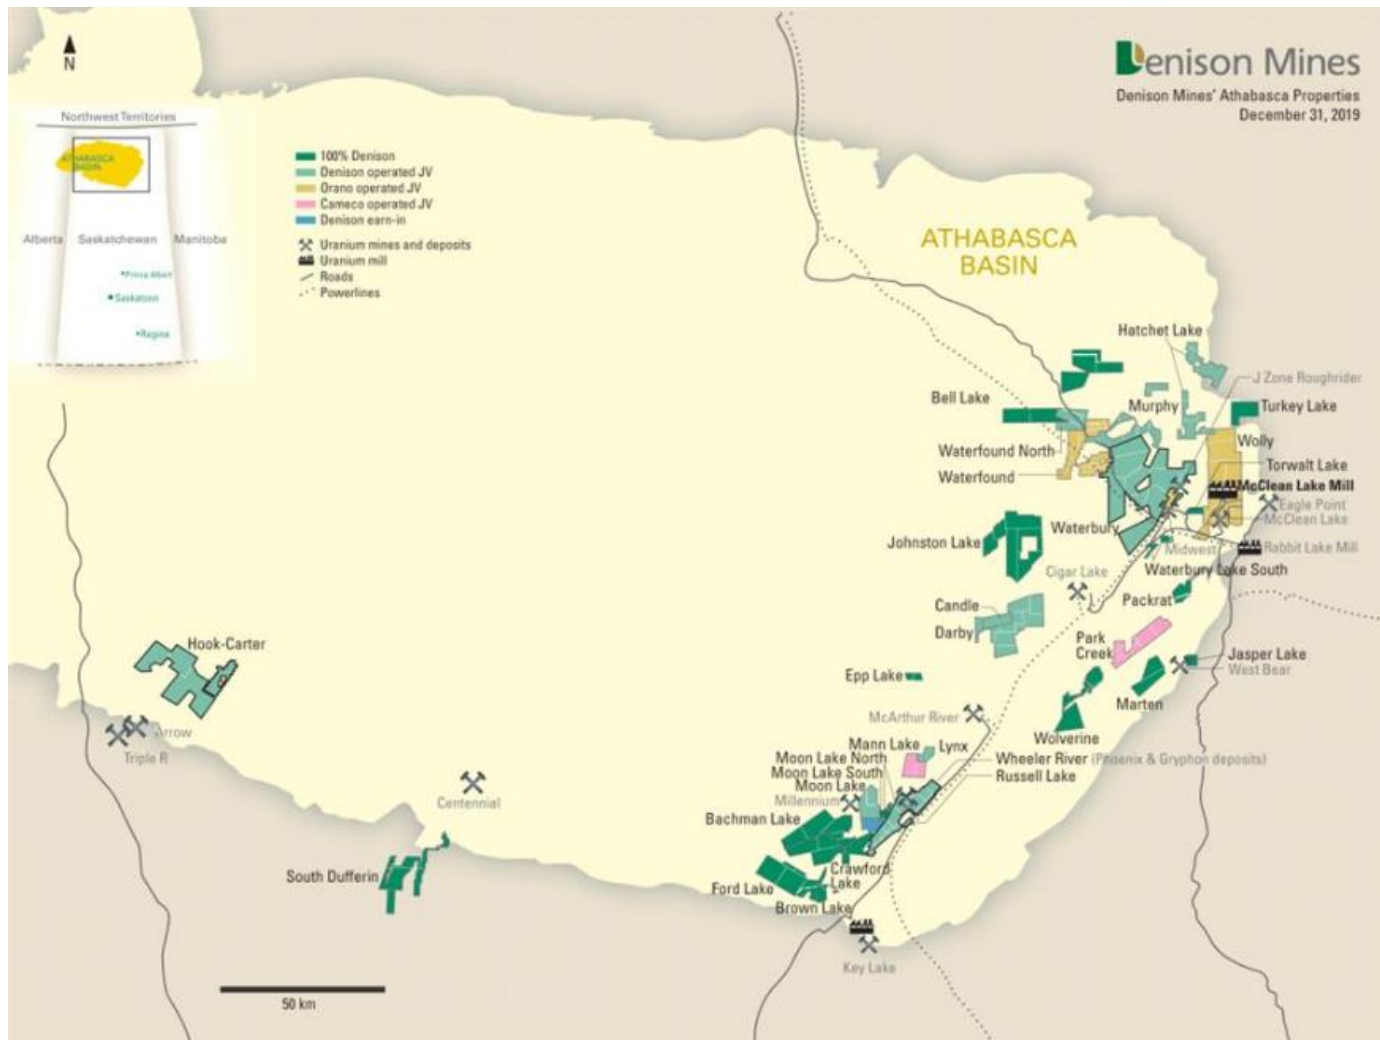 N
Denison Mines
Denison Mines' Athabasca Properties
December 31, 2019
Northwest Territories
ATHABASCA
BASIN
Alberta
Saskatchewan
Manitoba
Saskatoon
Regina
100% Denison
Denison operated JV
Orano operated JV
Cameco operated JV
Denison earn-in
Uranium mines and deposits
Uranium mill
Roads
Powerlines
ATHABASCA
BASIN
Hatchet Lake
J Zone Roughrider
Bell Lake
Murphy
Turkey Lake
Wolly
Waterfound North
Torwalt Lake
Waterfound
McClean Lake Mill
Eagle Point
McClean Lake
Waterbury
Johnston Lake
Midwest
Rabbit Lake Mill
Waterbury Lake South
Cigar Lake
Packrat
Candle
Darby
Park
Creek
Hook-Carter
Jasper Lake
West Bear
Epp Lake
Marten
McArthur River
Wolverine
Arrow
Triple R
Mann Lake
Lynx
Moon Lake North
Wheeler River (Phoenix & Gryphon deposits)
Moon Lake South
Russell Lake
Moon Lake
Millennium
Centennial
Bachman Lake
South Dufferin
Crawford
Lake
Ford Lake
Brown Lake
Key Lake
50 km